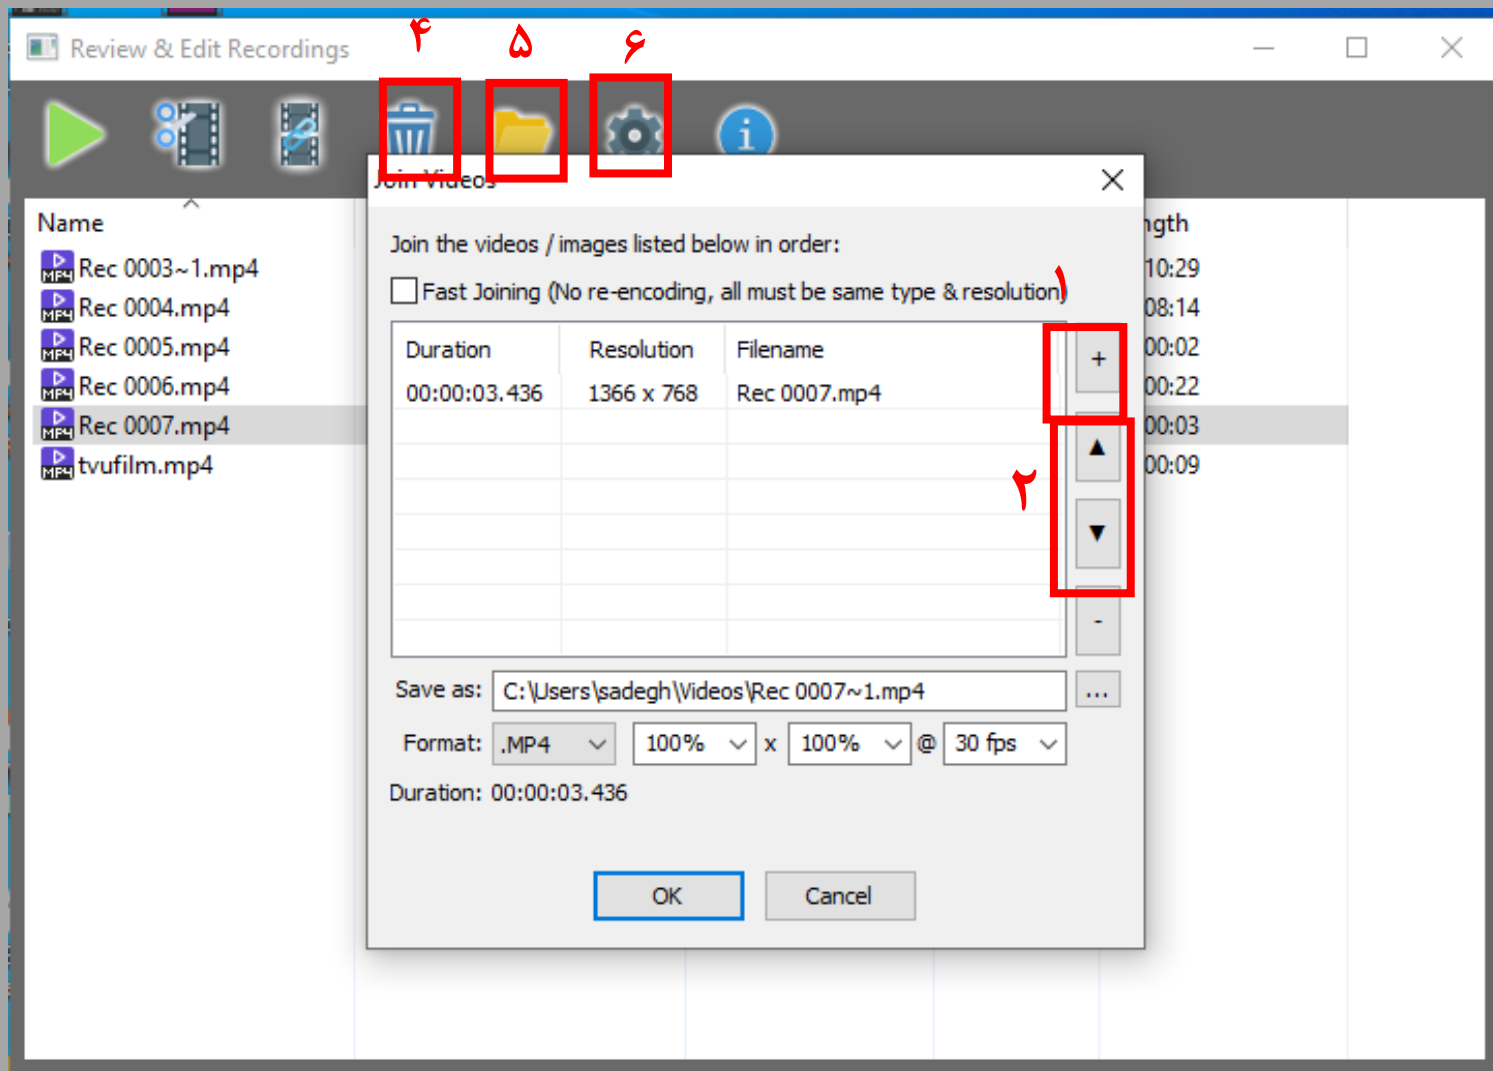 Review & Edit Recordings
۴ ۵ ۶
Join Videos
Name
ngth
Rec 0003~1.mp4
10:29
Rec 0004.mp4
08:14
Rec 0005.mp4
00:02
Rec 0006.mp4
00:22
Rec 0007.mp4
00:03
tvufilm.mp4
00:09
Join the videos / images listed below in order:
Fast Joining (No re-encoding, all must be same type & resolution)
۱
Duration Resolution Filename
+
00:00:03.436 1366 x 768 Rec 0007.mp4
▲
۲
▼
-
Save as: C:\Users\sadegh\Videos\Rec 0007~1.mp4 ...
Format: .MP4 100% x 100% @ 30 fps
Duration: 00:00:03.436
OK Cancel